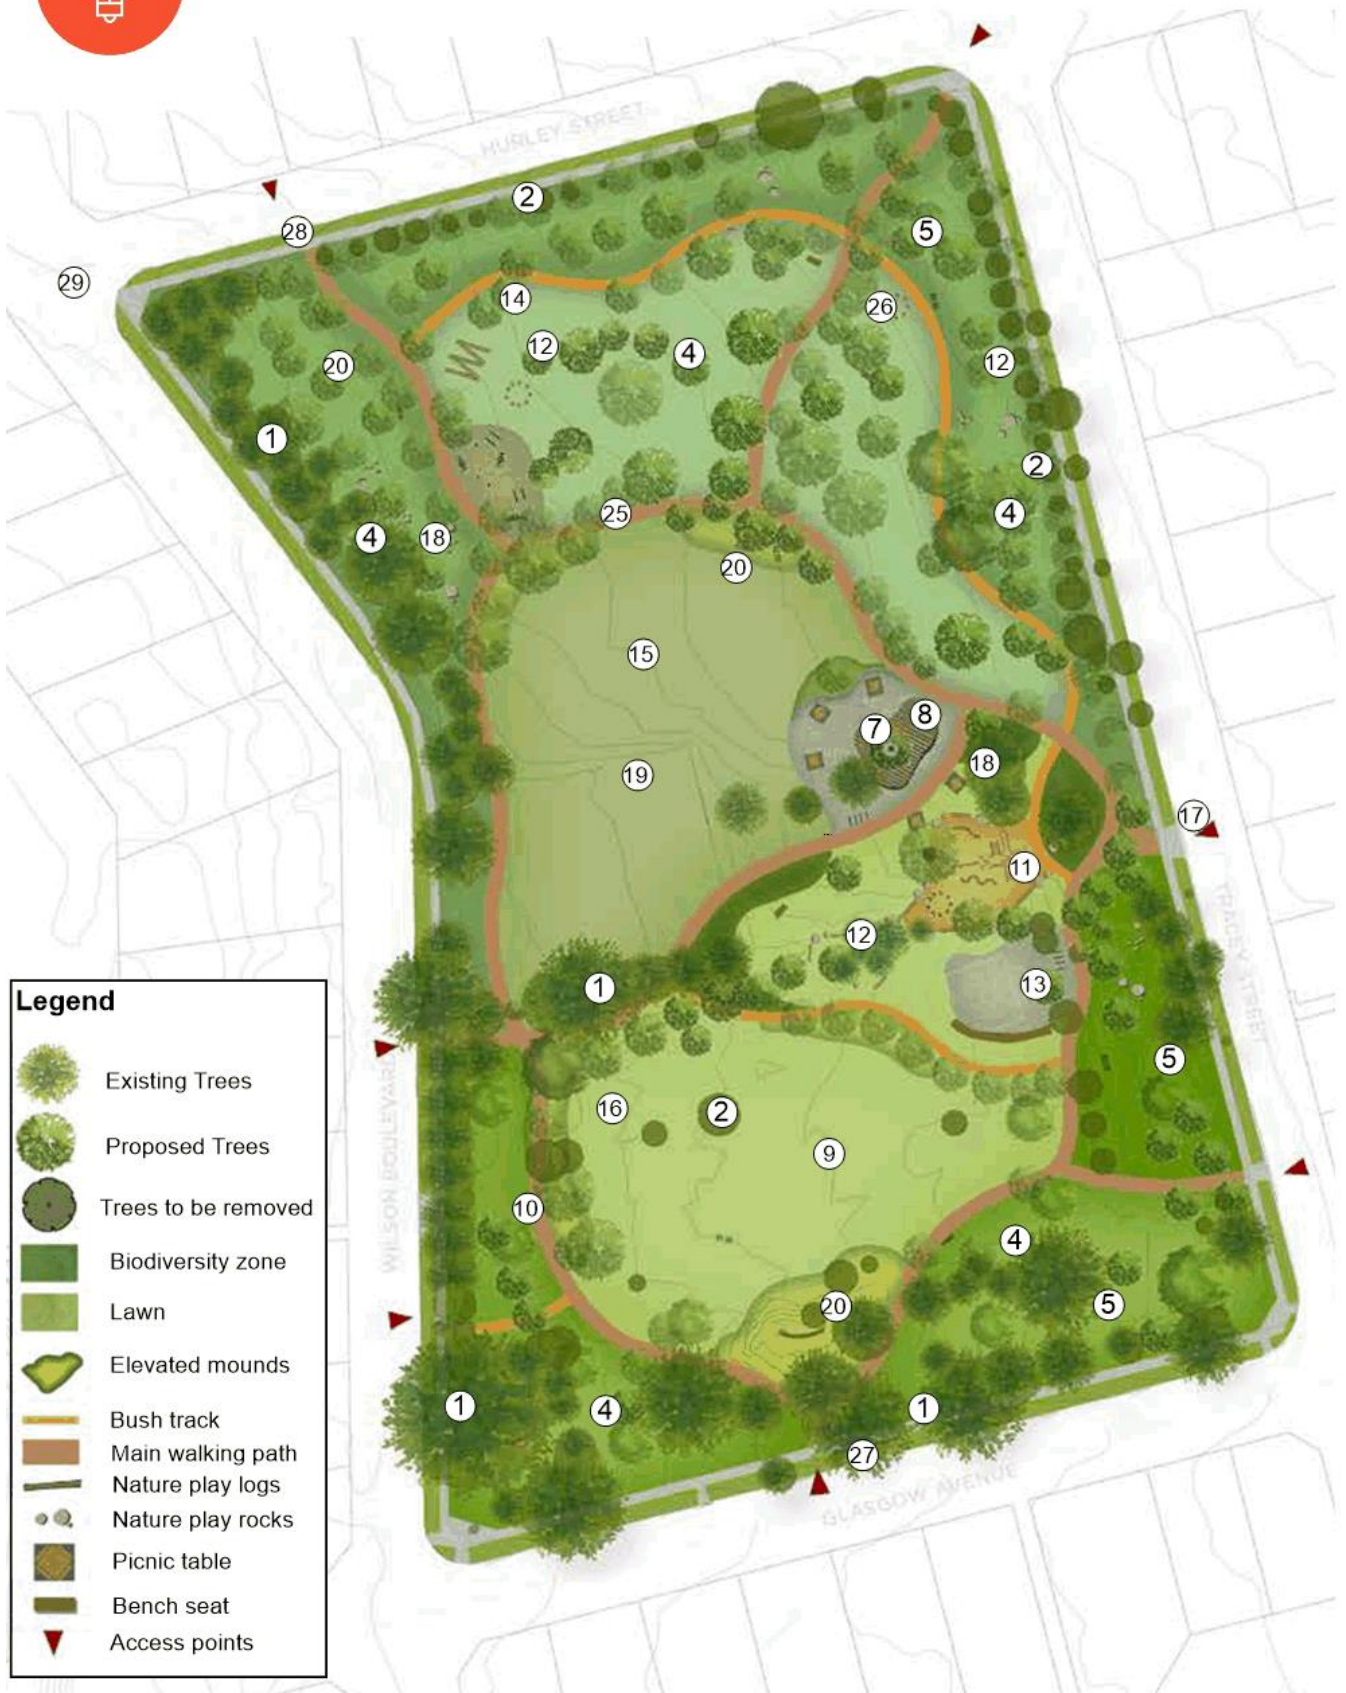 HURLEY STREET
2
28
5
29
14
26
12
4
20
12
1
2
25
4
4
18
20
15
8
7
18
19
17
11
12
1
13
TRACEY STREET
5
16
2
9
WILSON BOULEVARD
10
4
20
5
1
4
1
27
GLASGOW AVENUE
Legend
Existing Trees
Proposed Trees
Trees to be removed
Biodiversity zone
Lawn
Elevated mounds
Bush track
Main walking path
Nature play logs
Nature play rocks
Picnic table
Bench seat
Access points